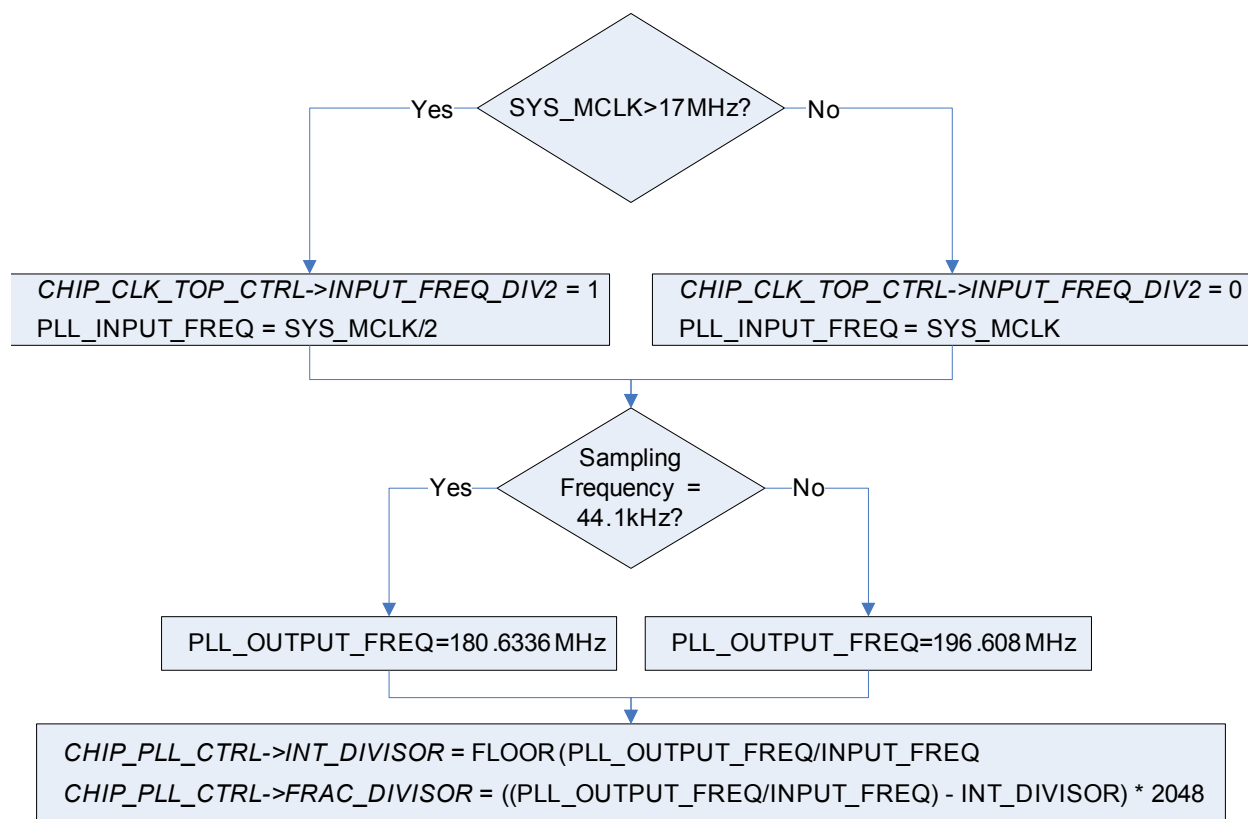 SYS_MCLK>17MHz?
Yes
No
CHIP_CLK_TOP_CTRL->INPUT_FREQ_DIV2 = 1
PLL_INPUT_FREQ = SYS_MCLK/2
CHIP_CLK_TOP_CTRL->INPUT_FREQ_DIV2 = 0
PLL_INPUT_FREQ = SYS_MCLK
Sampling
Frequency =
44.1kHz?
Yes
No
PLL_OUTPUT_FREQ=180.6336MHz
PLL_OUTPUT_FREQ=196.608MHz
CHIP_PLL_CTRL->INT_DIVISOR = FLOOR(PLL_OUTPUT_FREQ/INPUT_FREQ
CHIP_PLL_CTRL->FRAC_DIVISOR = ((PLL_OUTPUT_FREQ/INPUT_FREQ) - INT_DIVISOR) * 2048